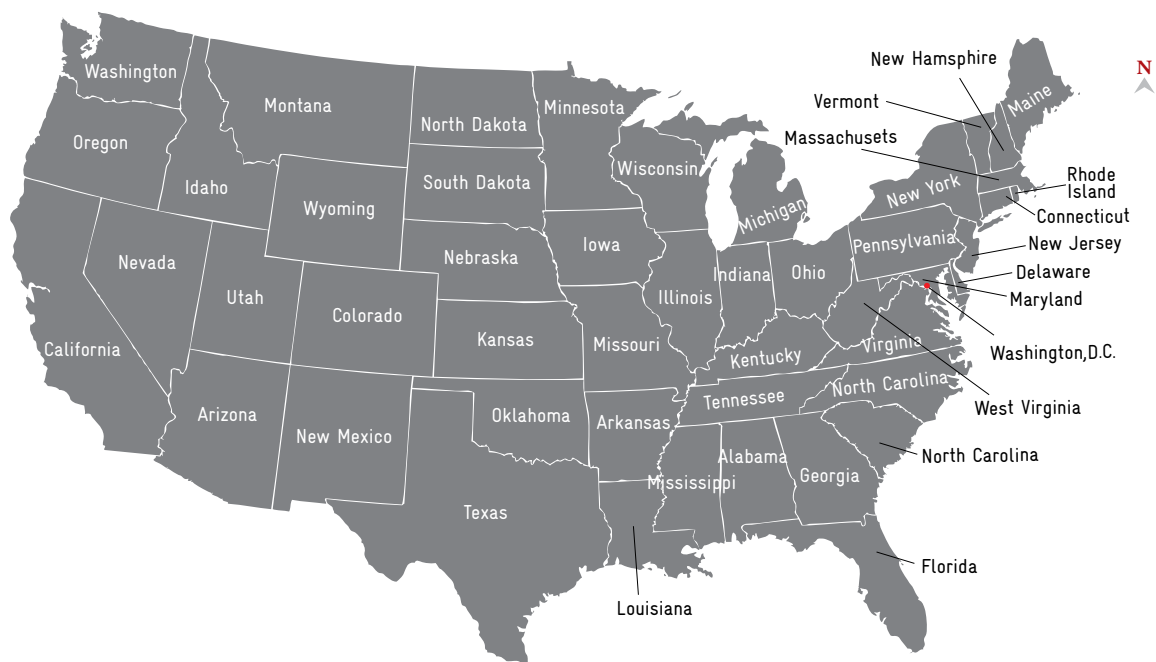 New Hamsphire
N
Washington
Maine
Montana
Minnesota
Vermont
North Dakota
Massachusets
Oregon
Wisconsin
Rhode
Island
Idaho
South Dakota
New York
Wyoming
Michigan
Connecticut
Iowa
Pennsylvania
New Jersey
Nevada
Nebraska
Indiana
Ohio
Delaware
Utah
Illinois
Maryland
Colorado
Kansas
Missouri
Virginia
California
Kentucky
Washington,D.C.
North Carolina
Tennessee
West Virginia
Arizona
Oklahoma
Arkansas
New Mexico
Alabama
North Carolina
Mississippi
Georgia
Texas
Florida
Louisiana